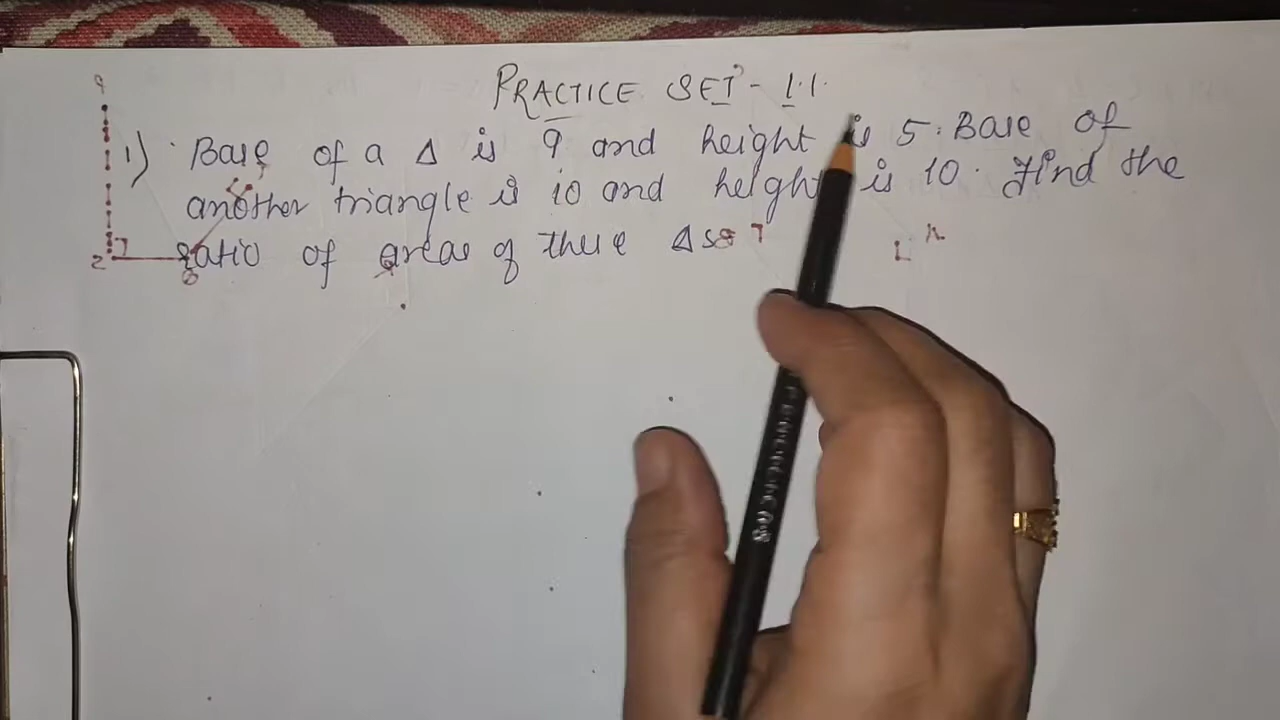 PRACTICE SET - 1.1.
1) Base of a Δ is 9 and height is 5. Base of
another triangle is 10 and height is 10. Find the
ratio of areas of these Δs